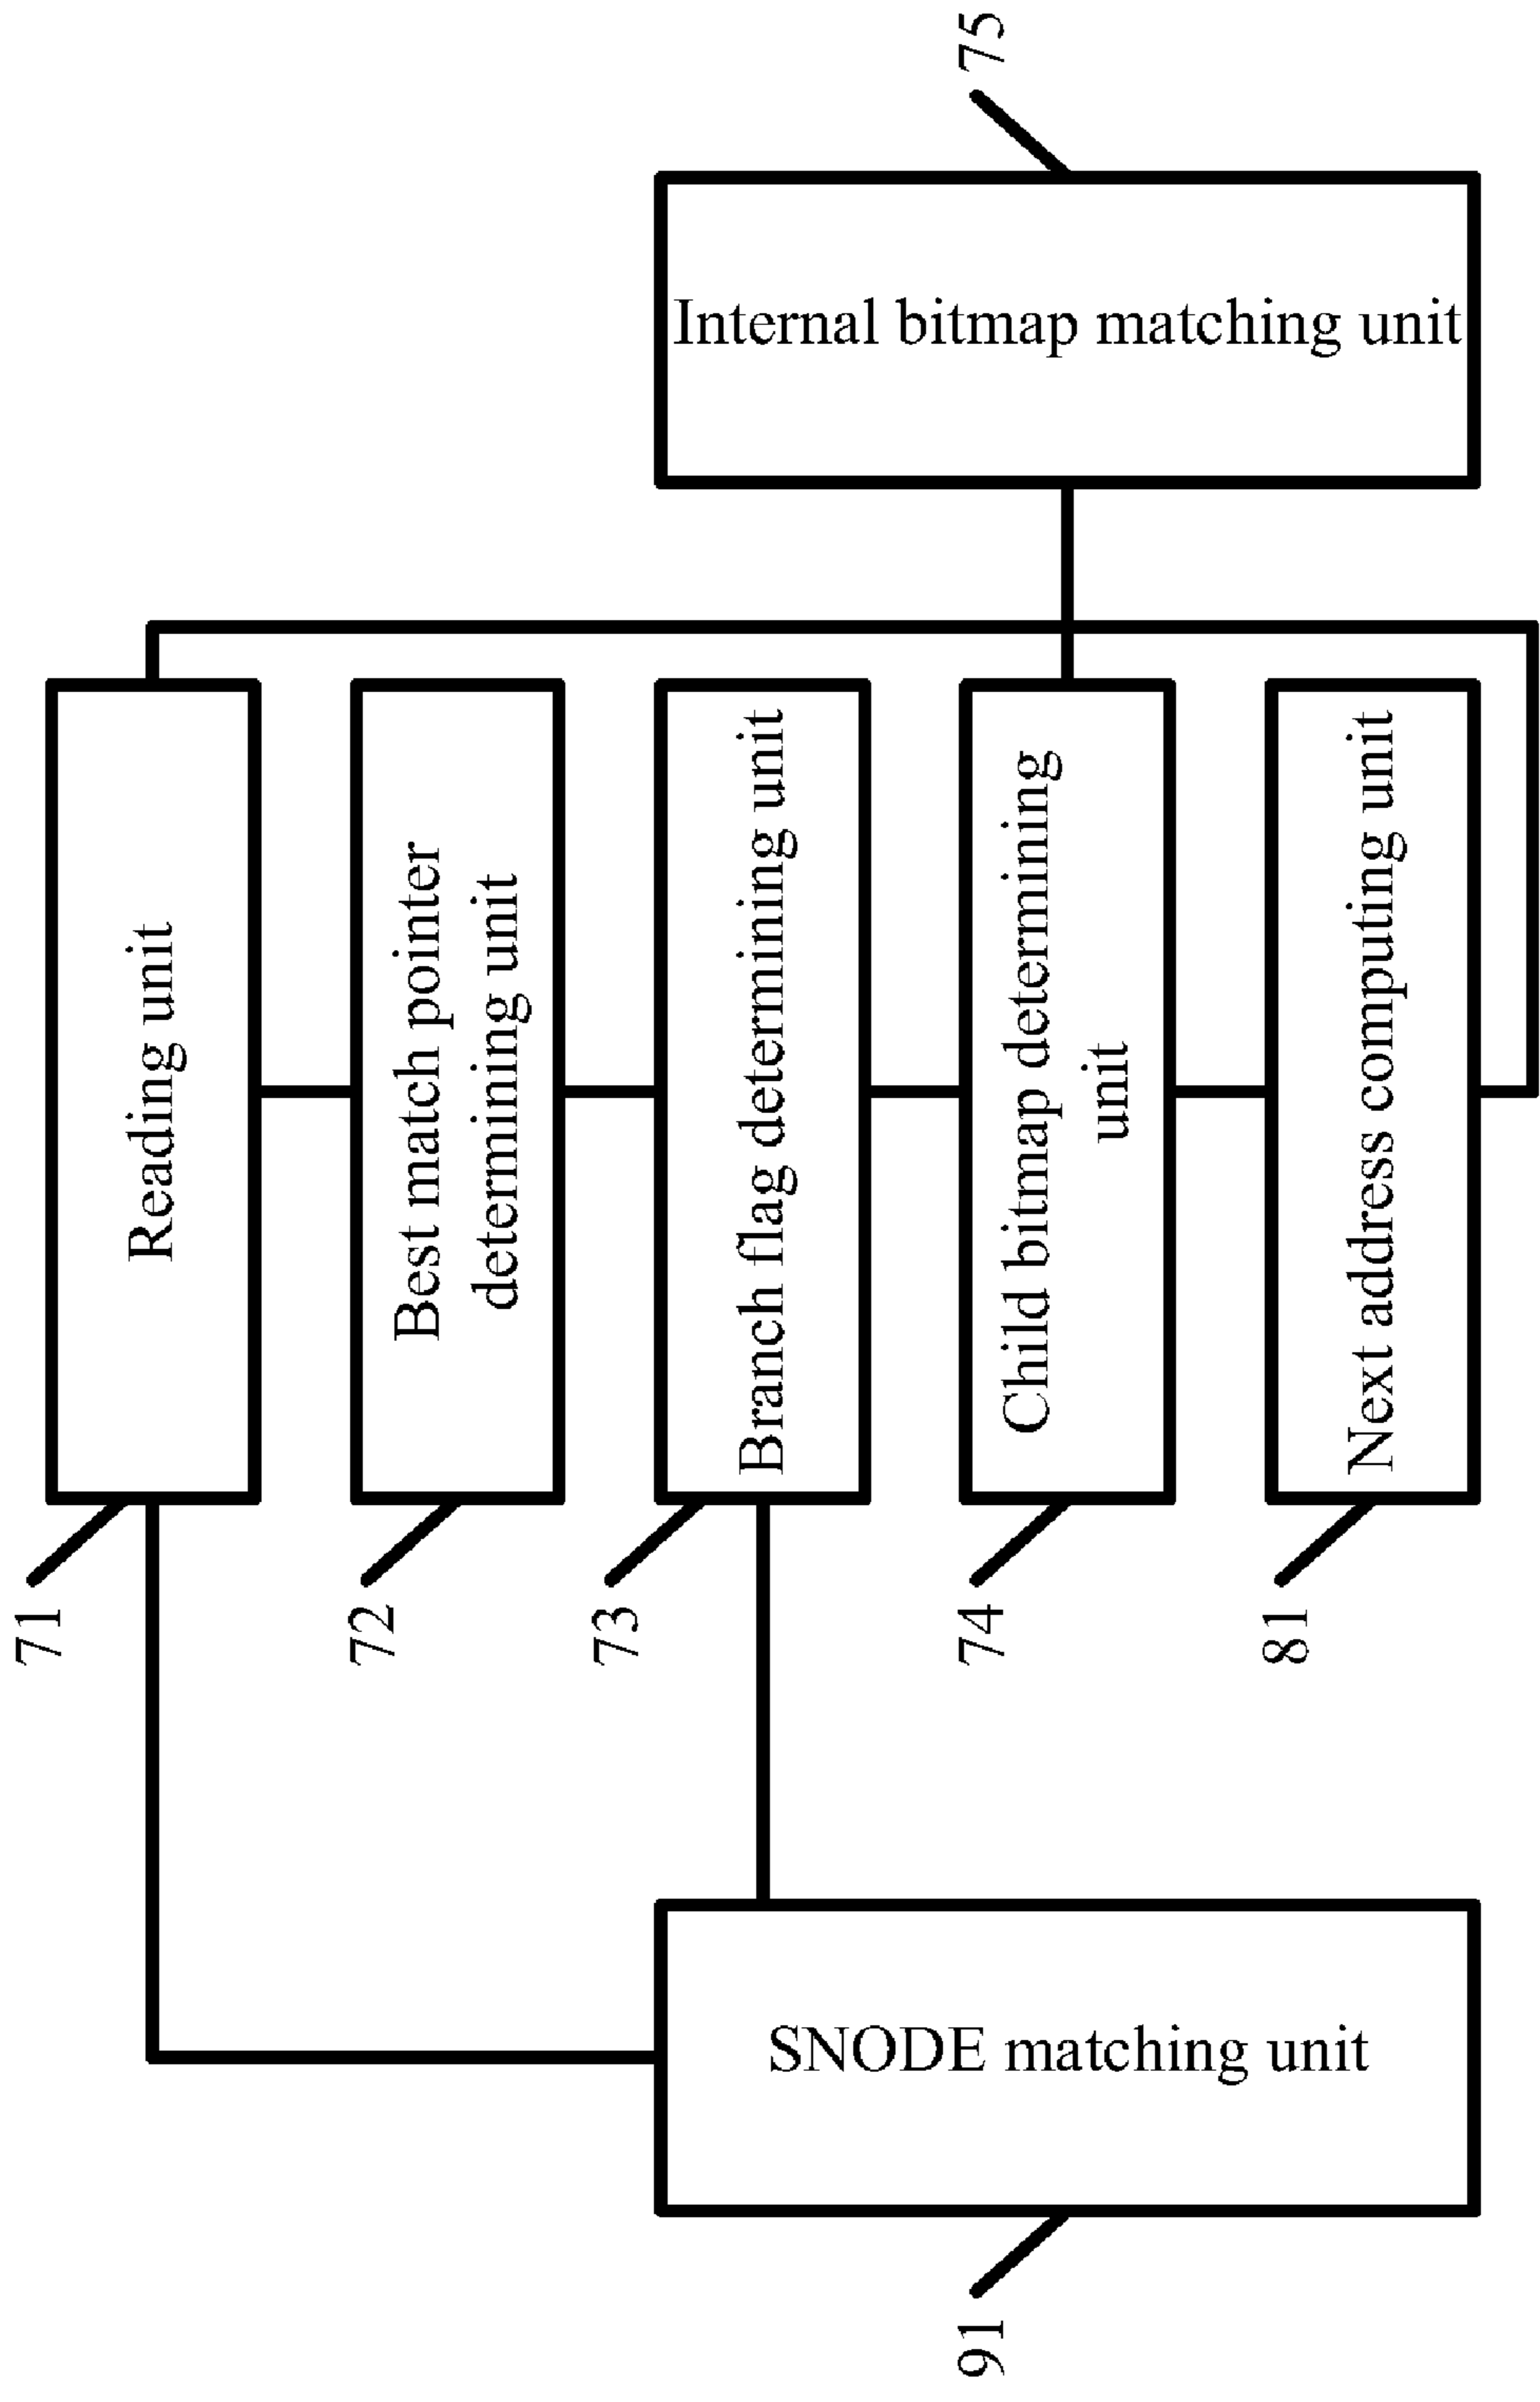 71
Reading unit
72
Best match pointer
determining unit
73
Branch flag determining unit
74
Child bitmap determining
unit
81
Next address computing unit
75
Internal bitmap matching unit
91
SNODE matching unit